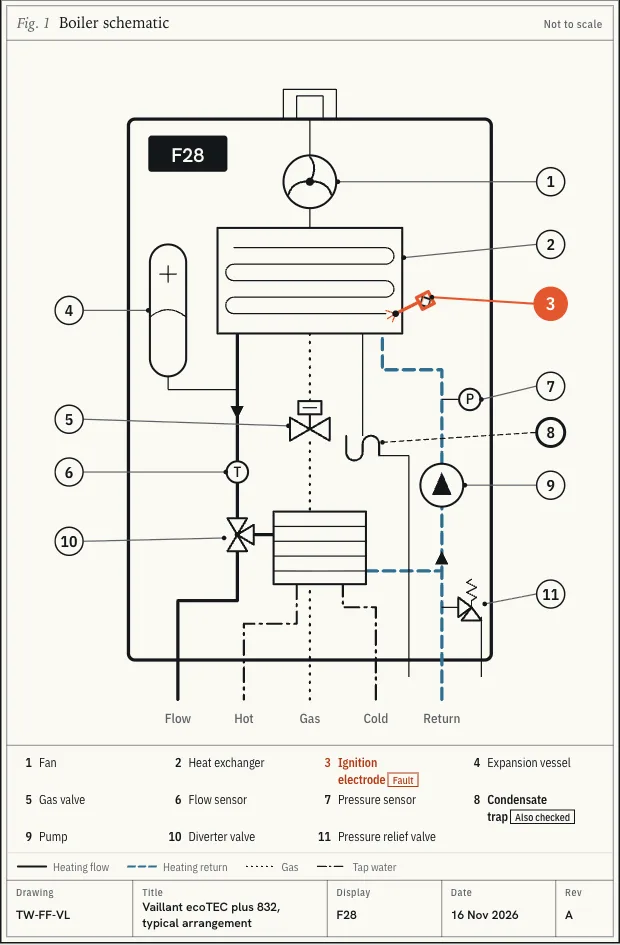 Fig. 1 Boiler schematic
Not to scale
F28
1
2
3
4
P
7
5
8
6
T
9
10
11
Flow
Hot
Gas
Cold
Return
1 Fan
2 Heat exchanger
3 Ignition
electrode Fault
4 Expansion vessel
5 Gas valve
6 Flow sensor
7 Pressure sensor
8 Condensate
trap Also checked
9 Pump
10 Diverter valve
11 Pressure relief valve
Heating flow
Heating return
Gas
Tap water
Drawing
TW-FF-VL
Title
Vaillant ecoTEC plus 832,
typical arrangement
Display
F28
Date
16 Nov 2026
Rev
A